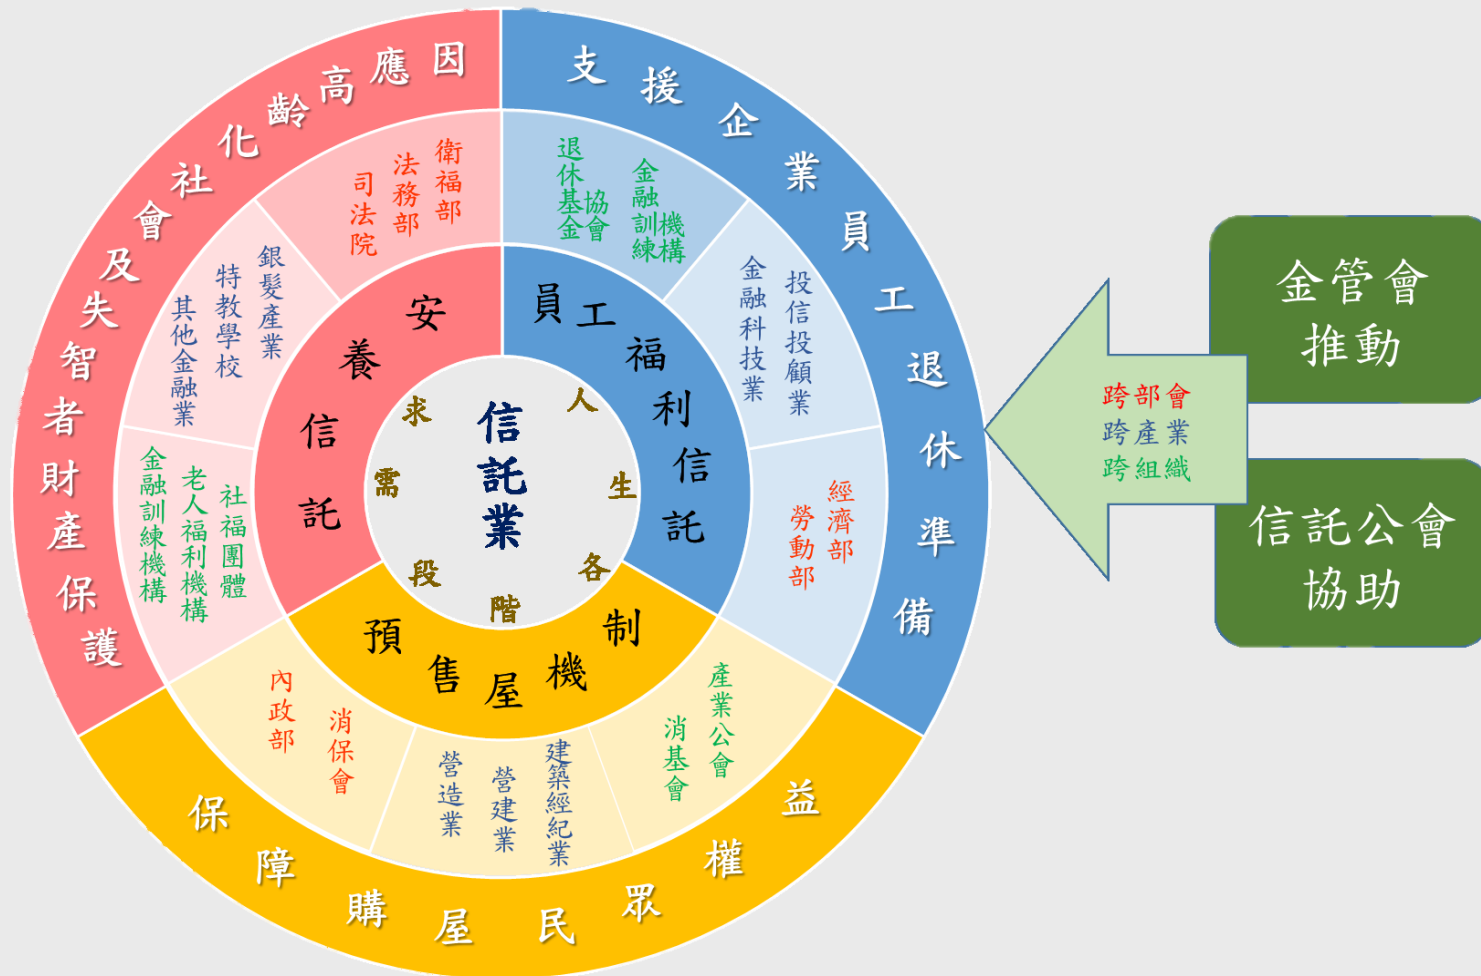 因應高齡化社會及失智者財產保護
支援企業員工退休準備
保障購屋民眾權益
衛福部
法務部
司法院
銀髮產業
特教學校
其他金融業
社福團體
老人福利機構
金融訓練機構
退休基金協會
金融訓練機構
投信投顧業
金融科技業
經濟部
勞動部
內政部
消保會
營造業
營建業
建築經紀業
產業公會
消基會
安養信託
員工福利信託
預售屋機制
信託業
人生各階段需求
跨部會
跨產業
跨組織
金管會
推動
信託公會
協助